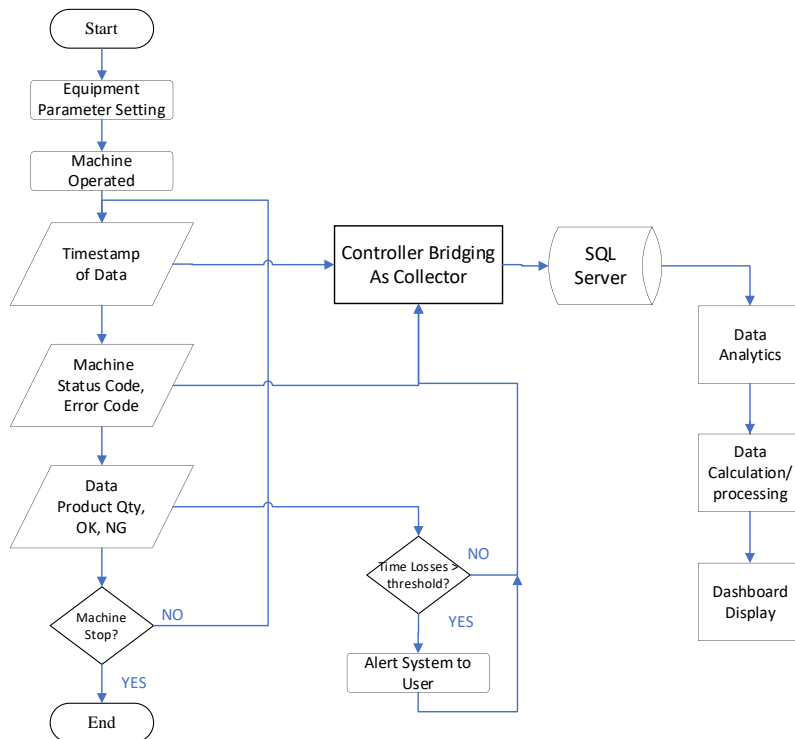 Start
Equipment
Parameter Setting
Machine
Operated
Timestamp
of Data
Machine
Status Code,
Error Code
Data
Product Qty,
OK, NG
Machine
Stop?
NO
YES
End
Controller Bridging
As Collector
Time Losses >
threshold?
NO
YES
Alert System to
User
SQL
Server
Data
Analytics
Data
Calculation/
processing
Dashboard
Display